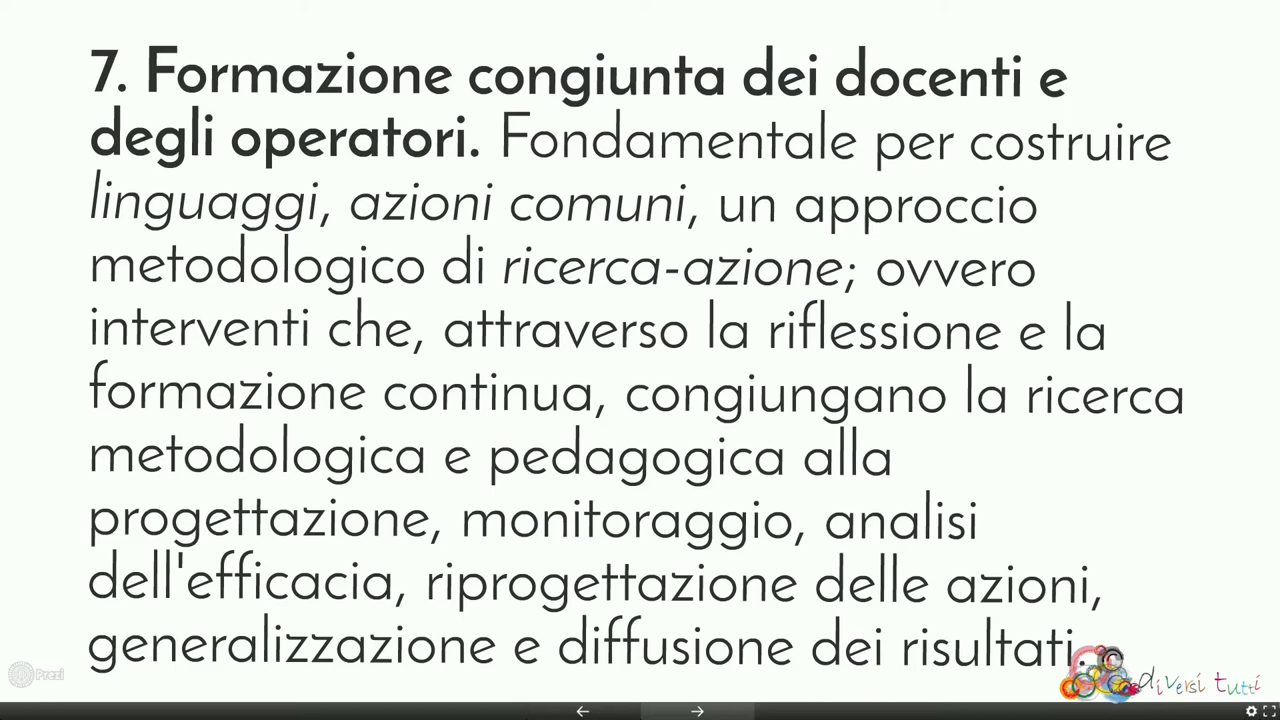 7. Formazione congiunta dei docenti e
degli operatori. Fondamentale per costruire
linguaggi, azioni comuni, un approccio
metodologico di ricerca-azione; ovvero
interventi che, attraverso la riflessione e la
formazione continua, congiungano la ricerca
metodologica e pedagogica alla
progettazione, monitoraggio, analisi
dell'efficacia, riprogettazione delle azioni,
generalizzazione e diffusione dei risultati
Prezi
diversi tutti